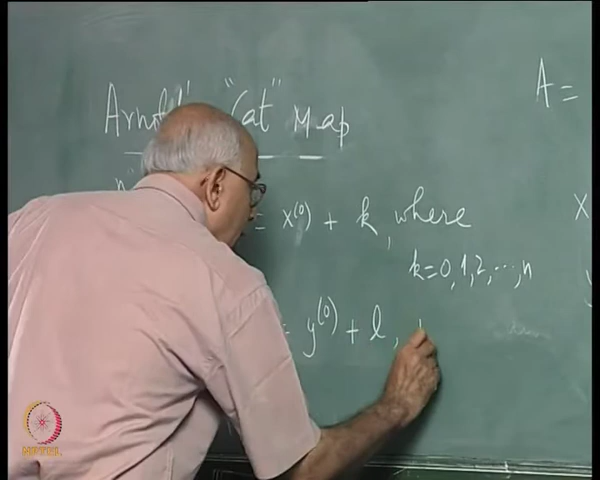 Arnold's "Cat" Map
A =
= x^(0) + k, where
x
k = 0, 1, 2, ..., n
= y^(0) + l,
NPTEL